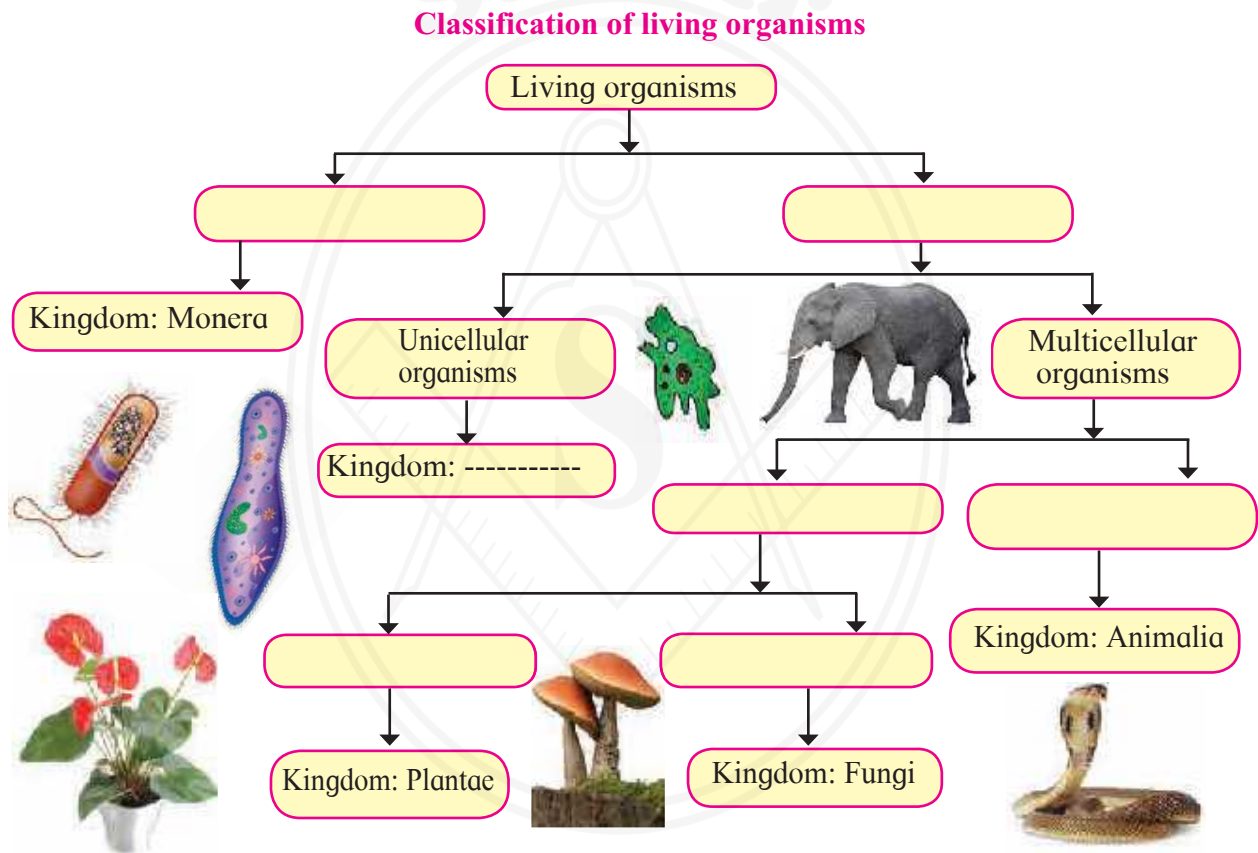 Classification of living organisms
Living organisms
Kingdom: Monera
Unicellular
organisms
Multicellular
organisms
Kingdom: -----------
Kingdom: Animalia
Kingdom: Plantae
Kingdom: Fungi